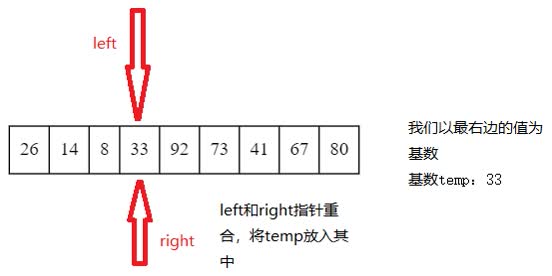 left
26 14 8 33 92 73 41 67 80
我们以最右边的值为
基数
基数temp：33
right
left和right指针重
合，将temp放入其
中